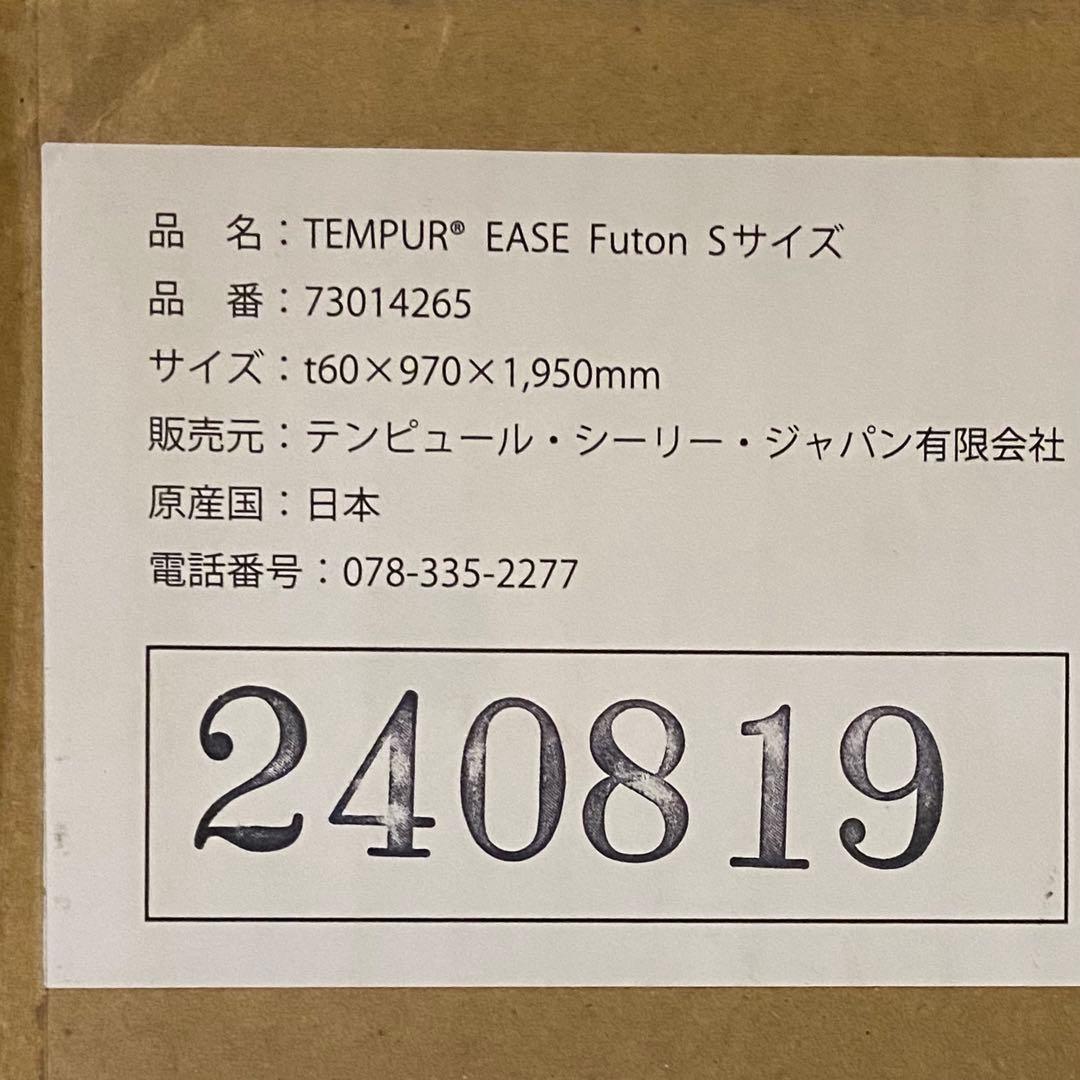 品　名：TEMPUR® EASE Futon Sサイズ
品　番：73014265
サイズ：t60×970×1,950mm
販売元：テンピュール・シーリー・ジャパン有限会社
原産国：日本
電話番号：078-335-2277
240819